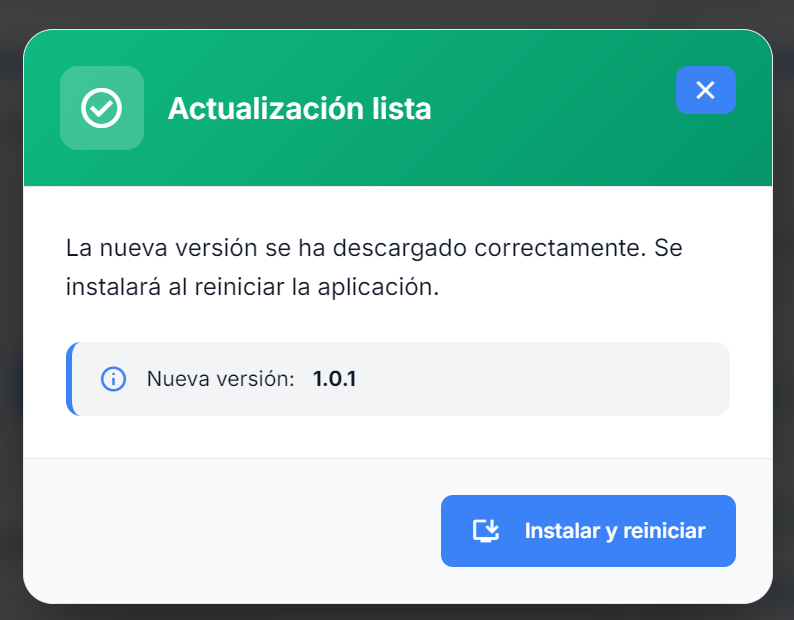 Actualización lista
La nueva versión se ha descargado correctamente. Se
instalará al reiniciar la aplicación.
Nueva versión: 1.0.1
Instalar y reiniciar